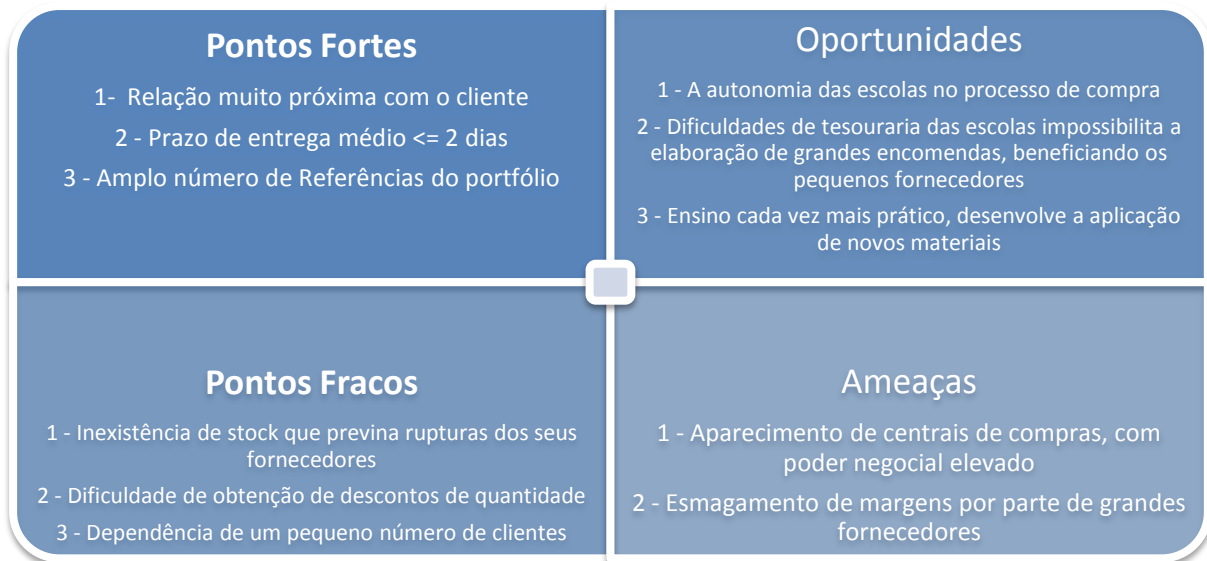 Pontos Fortes
1-  Relação muito próxima com o cliente
2 - Prazo de entrega médio <= 2 dias
3 - Amplo número de Referências do portfólio
Oportunidades
1 - A autonomia das escolas no processo de compra
2 - Dificuldades de tesouraria das escolas impossibilita a
elaboração de grandes encomendas, beneficiando os
pequenos fornecedores
3 - Ensino cada vez mais prático, desenvolve a aplicação
de novos materiais
Pontos Fracos
1 - Inexistência de stock que previna rupturas dos seus
fornecedores
2 - Dificuldade de obtenção de descontos de quantidade
3 - Dependência de um pequeno número de clientes
Ameaças
1 - Aparecimento de centrais de compras, com
poder negocial elevado
2 - Esmagamento de margens por parte de grandes
fornecedores